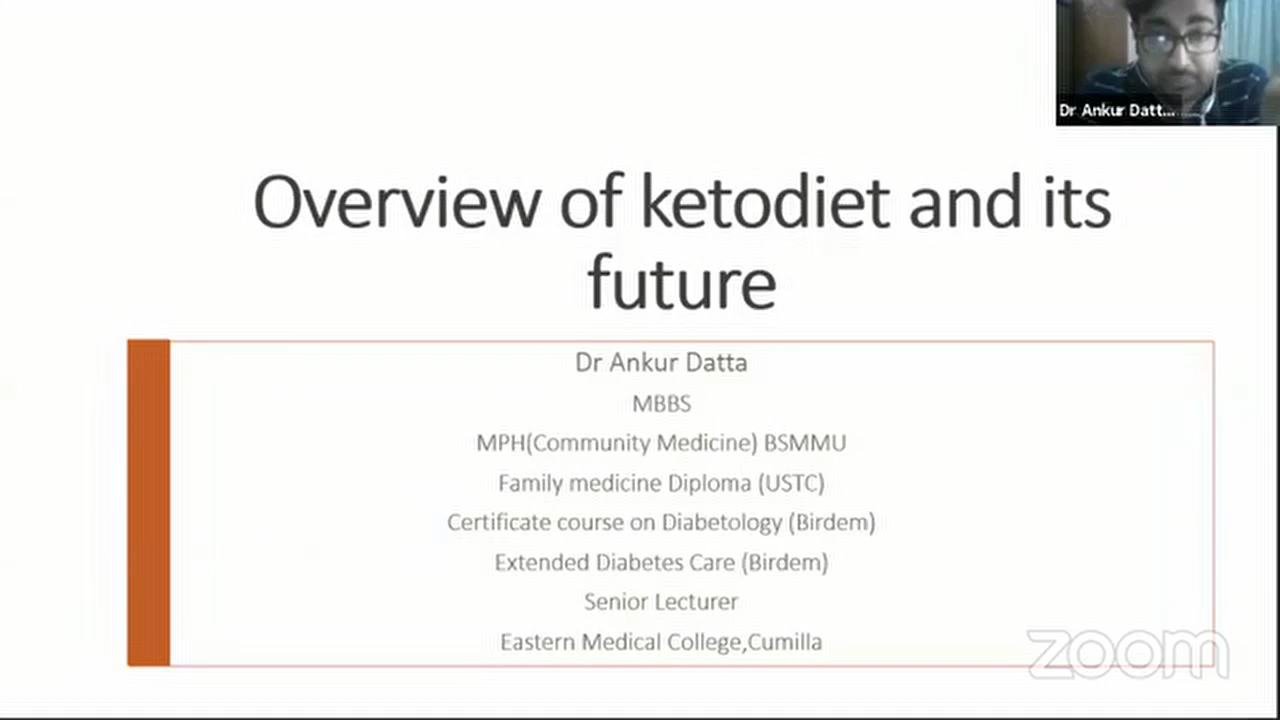 Dr Ankur Datt...
Overview of ketodiet and its
future
Dr Ankur Datta
MBBS
MPH(Community Medicine) BSMMU
Family medicine Diploma (USTC)
Certificate course on Diabetology (Birdem)
Extended Diabetes Care (Birdem)
Senior Lecturer
Eastern Medical College,Cumilla
zoom